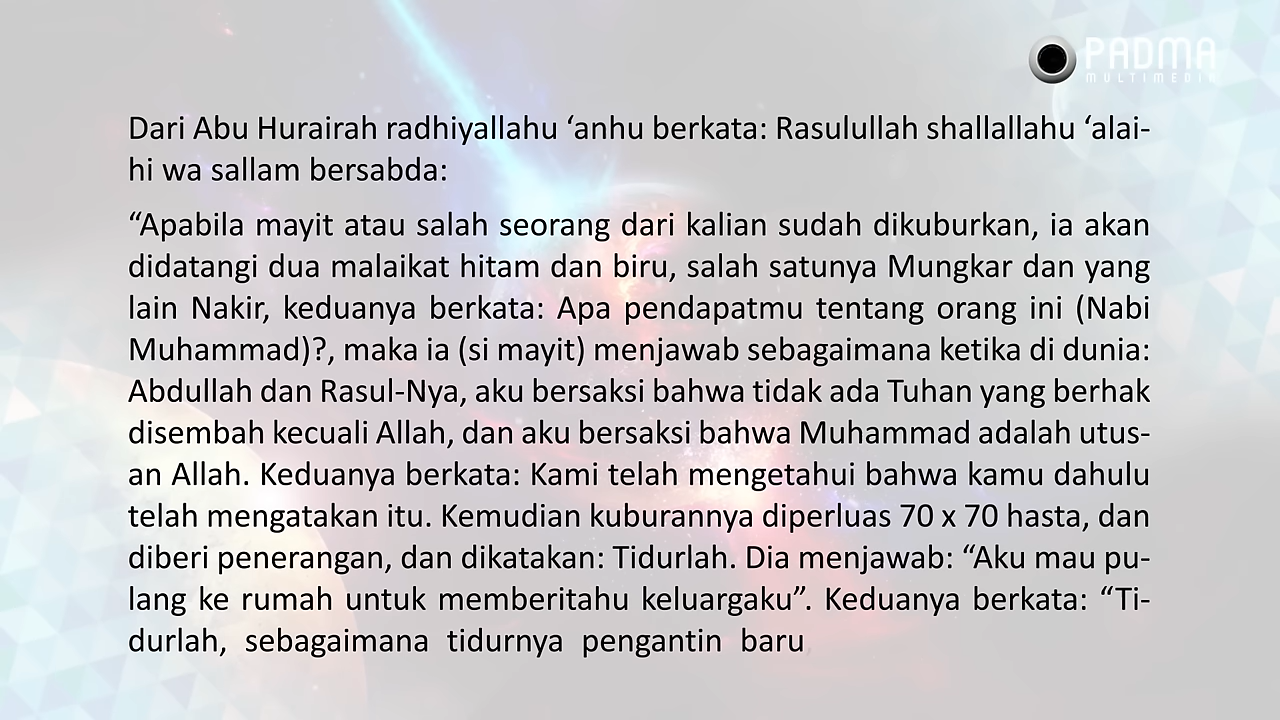 PADMA
MULTIMEDIA
Dari Abu Hurairah radhiyallahu ‘anhu berkata: Rasulullah shallallahu ‘alai-
hi wa sallam bersabda:
“Apabila mayit atau salah seorang dari kalian sudah dikuburkan, ia akan
didatangi dua malaikat hitam dan biru, salah satunya Mungkar dan yang
lain Nakir, keduanya berkata: Apa pendapatmu tentang orang ini (Nabi
Muhammad)?, maka ia (si mayit) menjawab sebagaimana ketika di dunia:
Abdullah dan Rasul-Nya, aku bersaksi bahwa tidak ada Tuhan yang berhak
disembah kecuali Allah, dan aku bersaksi bahwa Muhammad adalah utus-
an Allah. Keduanya berkata: Kami telah mengetahui bahwa kamu dahulu
telah mengatakan itu. Kemudian kuburannya diperluas 70 x 70 hasta, dan
diberi penerangan, dan dikatakan: Tidurlah. Dia menjawab: “Aku mau pu-
lang ke rumah untuk memberitahu keluargaku”. Keduanya berkata: “Ti-
durlah, sebagaimana tidurnya pengantin baru